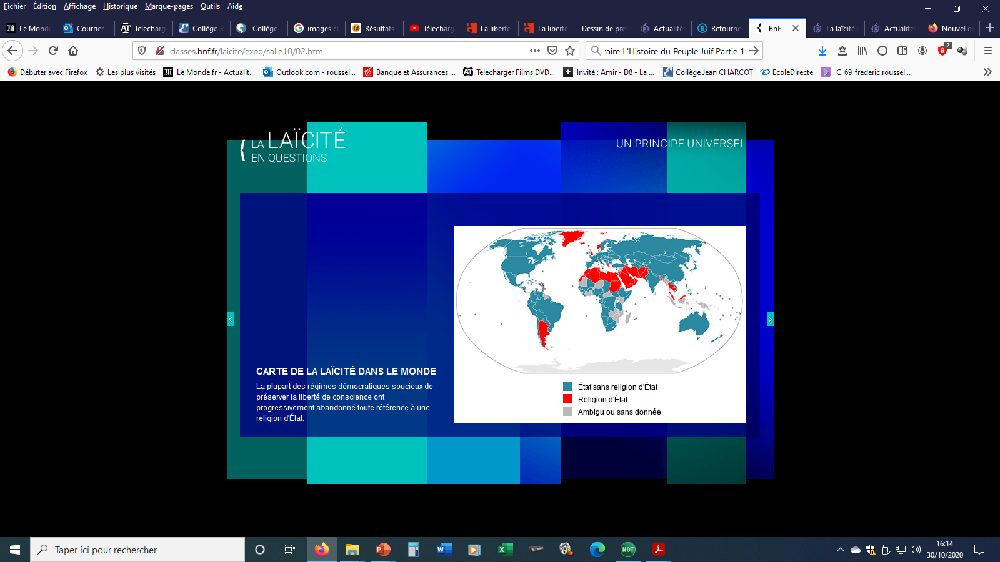 Fichier Édition Affichage Historique Marque-pages Outils Aide
Le Mond Courrier - Telecharg Collège Je [Collège J images cl Résultats Télécharg La liberté La liberté Dessin de pre Actualité Retourne BnF - La laïcité Actualité Nouvel o
classes.bnf.fr/laicite/expo/salle10/02.htm
:aire L'Histoire du Peuple Juif Partie 1
2
Débuter avec Firefox Les plus visités Le Monde.fr - Actualit... Outlook.com - roussel... Banque et Assurances ... Telecharger Films DVD... Invité : Amir - D8 - La ... Collège Jean CHARCOT EcoleDirecte C_69_frederic.roussel...
LA LAÏCITÉ
EN QUESTIONS
UN PRINCIPE UNIVERSEL
CARTE DE LA LAÏCITÉ DANS LE MONDE
La plupart des régimes démocratiques soucieux de
préserver la liberté de conscience ont
progressivement abandonné toute référence à une
religion d'État.
État sans religion d'État
Religion d'État
Ambigu ou sans donnée
Taper ici pour rechercher
NOT
16:14
30/10/2020